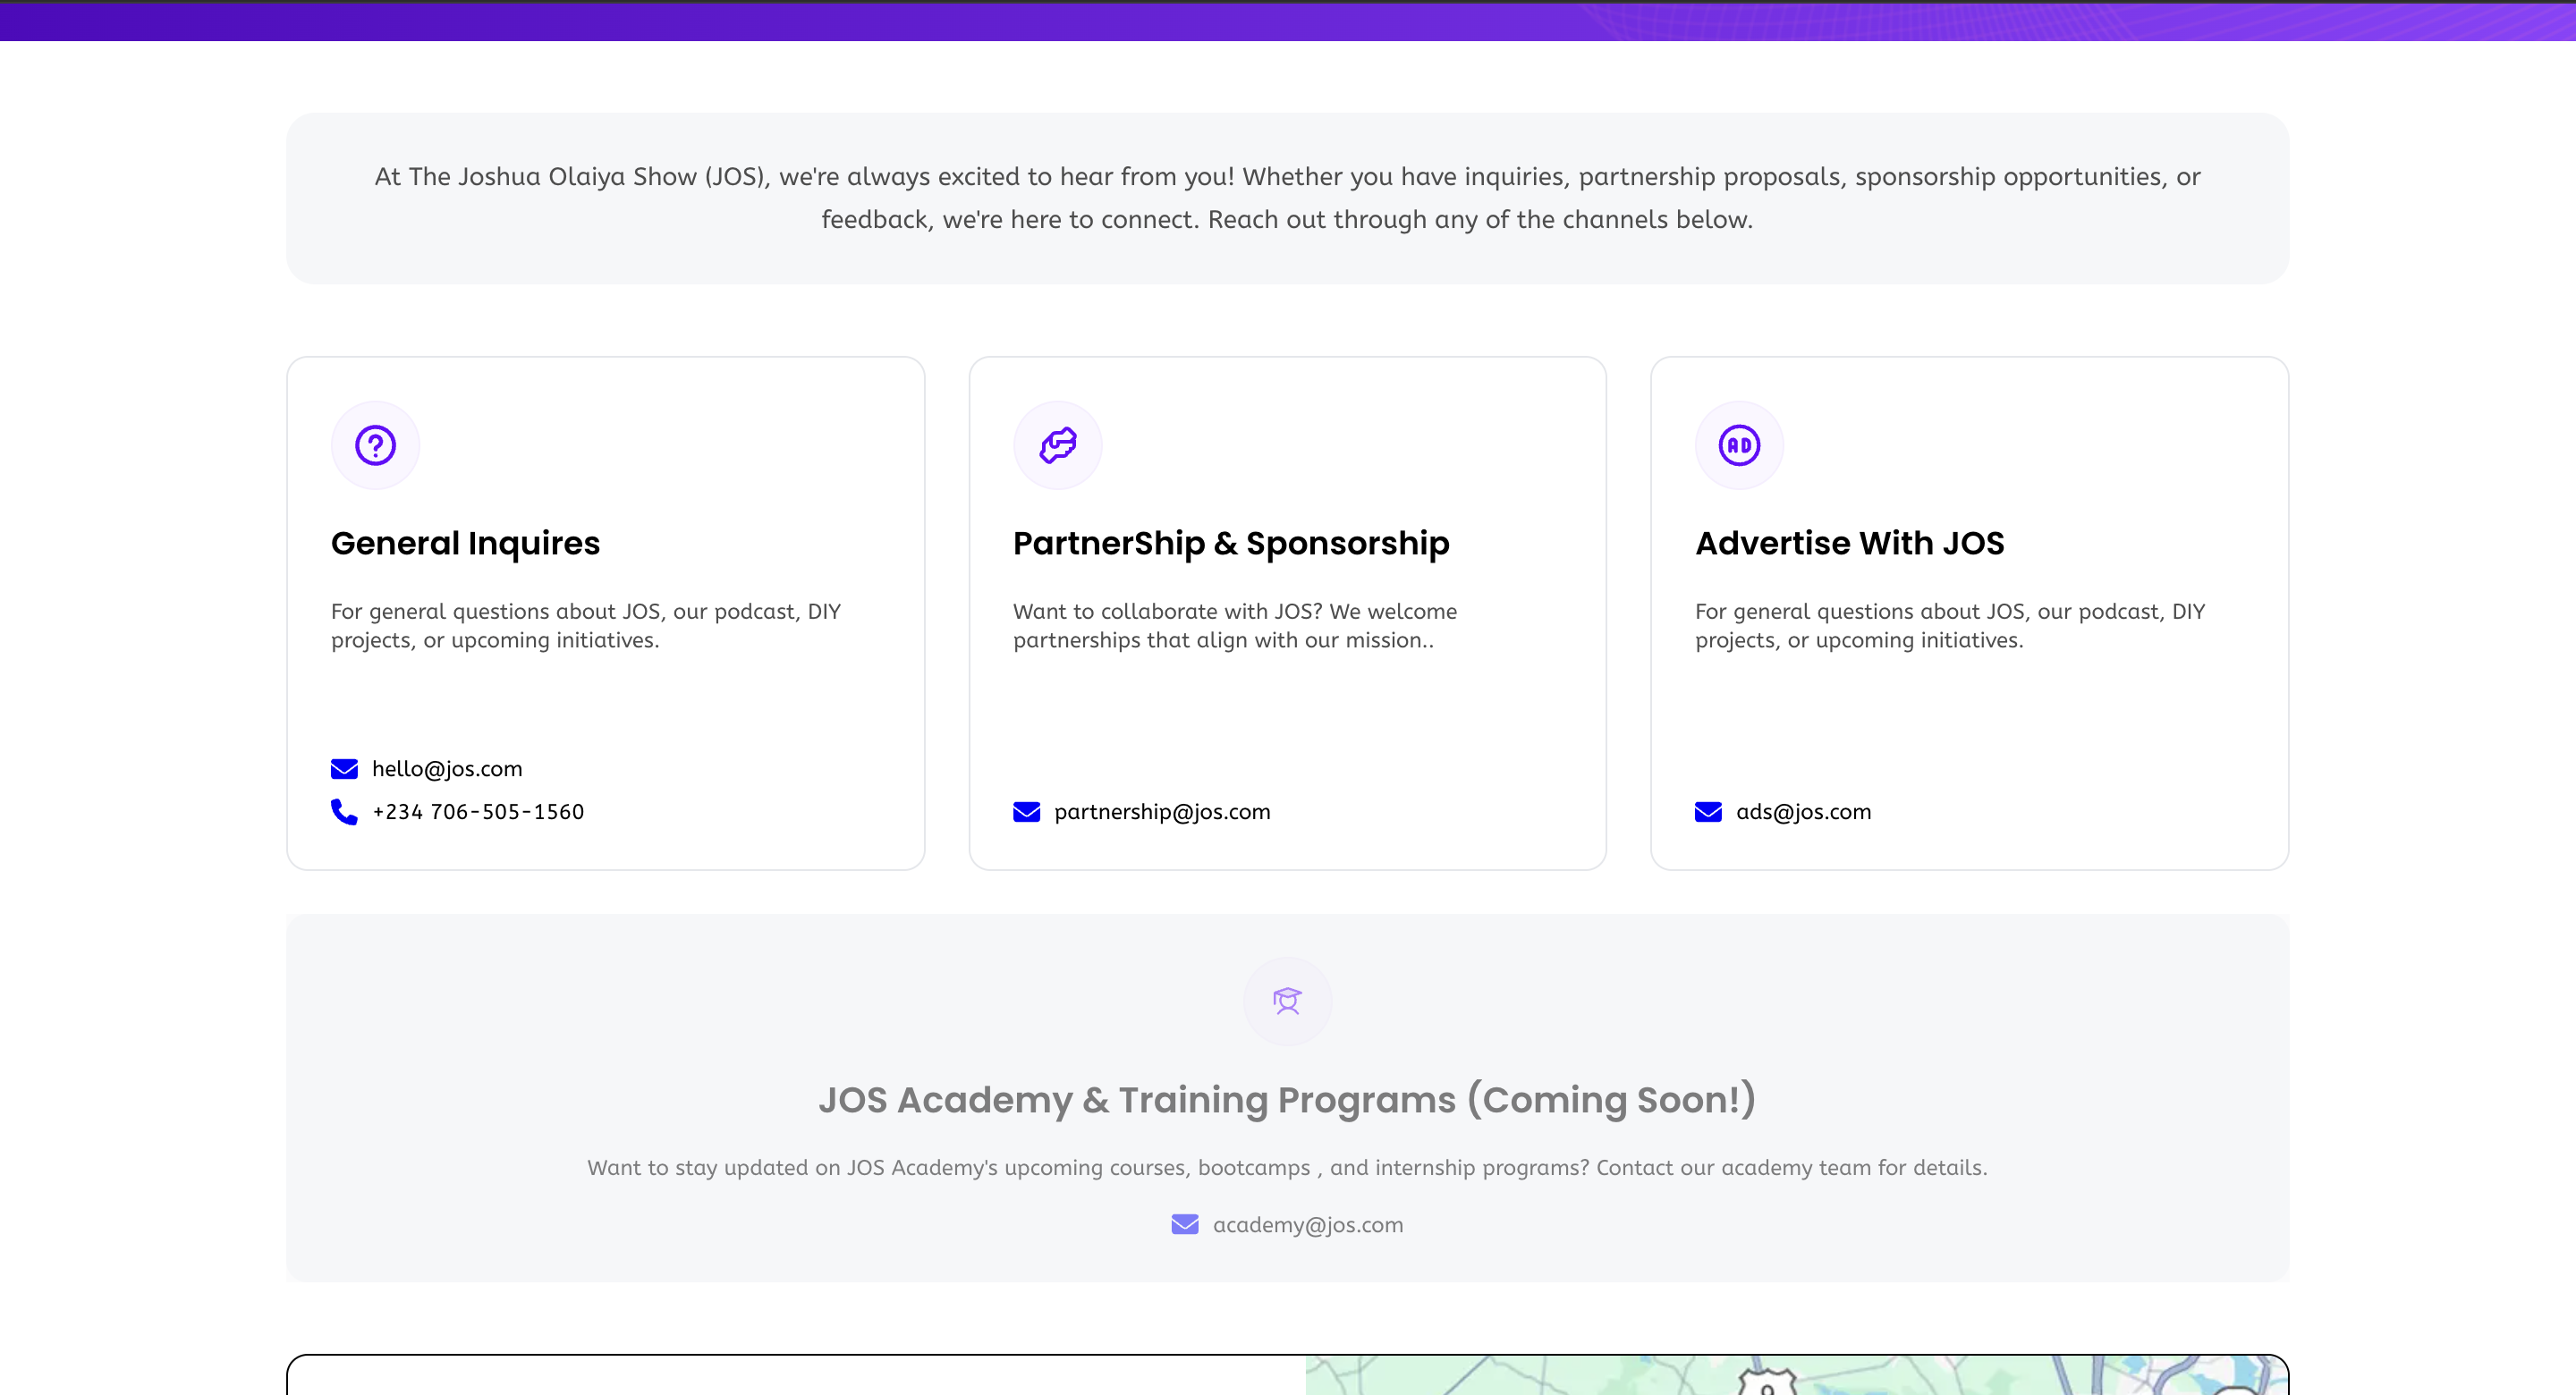 At The Joshua Olaiya Show (JOS), we're always excited to hear from you! Whether you have inquiries, partnership proposals, sponsorship opportunities, or
feedback, we're here to connect. Reach out through any of the channels below.
General Inquires
For general questions about JOS, our podcast, DIY
projects, or upcoming initiatives.
hello@jos.com
+234 706-505-1560
PartnerShip & Sponsorship
Want to collaborate with JOS? We welcome
partnerships that align with our mission..
partnership@jos.com
AD
Advertise With JOS
For general questions about JOS, our podcast, DIY
projects, or upcoming initiatives.
ads@jos.com
JOS Academy & Training Programs (Coming Soon!)
Want to stay updated on JOS Academy's upcoming courses, bootcamps , and internship programs? Contact our academy team for details.
academy@jos.com